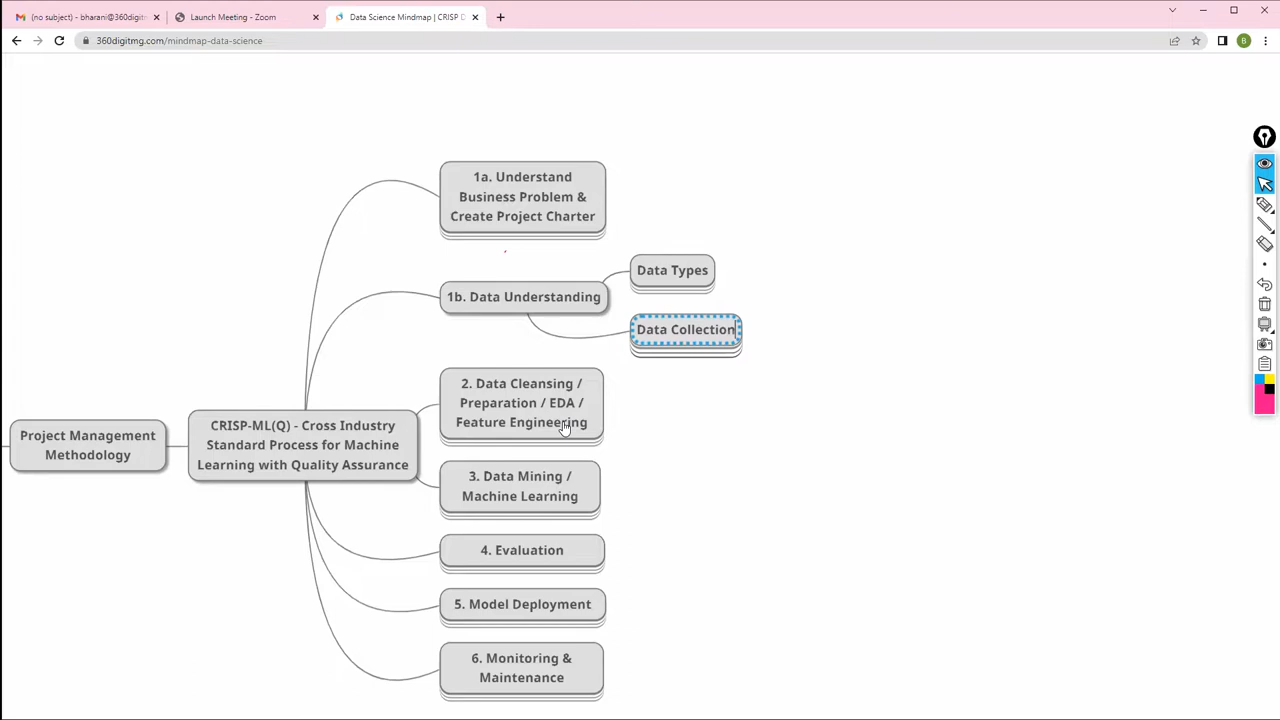 (no subject) - bharani@360digitm
Launch Meeting - Zoom
Data Science Mindmap | CRISP D
360digitmg.com/mindmap-data-science
B
1a. Understand
Business Problem &
Create Project Charter
Data Types
1b. Data Understanding
Data Collection
2. Data Cleansing /
Preparation / EDA /
Feature Engineering
Project Management
Methodology
CRISP-ML(Q) - Cross Industry
Standard Process for Machine
Learning with Quality Assurance
3. Data Mining /
Machine Learning
4. Evaluation
5. Model Deployment
6. Monitoring &
Maintenance